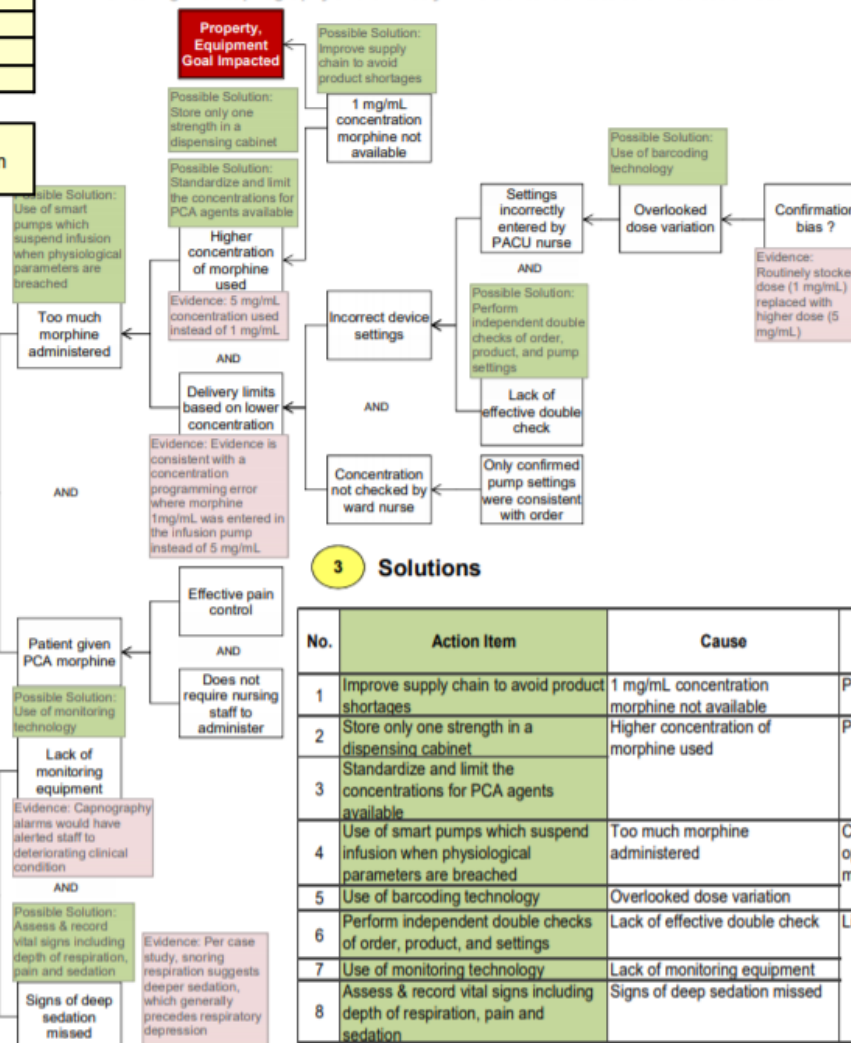 Property,
Equipment
Goal Impacted
Possible Solution:
Improve supply
chain to avoid
product shortages
Possible Solution:
Store only one
strength in a
dispensing cabinet
1 mg/mL
concentration
morphine not
available
Possible Solution:
Use of barcoding
technology
Possible Solution:
Standardize and limit
the concentrations for
PCA agents available
Solution:
Use of smart
pumps which
suspend infusion
when physiological
parameters are
breached
Settings
incorrectly
entered by
PACU nurse
Overlooked
dose variation
Confirmation
bias ?
Higher
concentration
of morphine
used
AND
Evidence:
Routinely stocke
dose (1 mg/mL)
replaced with
higher dose (5
mg/mL)
Evidence: 5 mg/mL
concentration used
instead of 1 mg/mL
Possible Solution:
Perform
independent double
checks of order,
product, and pump
settings
Too much
morphine
administered
Incorrect device
settings
AND
Delivery limits
based on lower
concentration
AND
Lack of
effective double
check
Evidence: Evidence is
consistent with a
concentration
programming error
where morphine
1mg/mL was entered in
the infusion pump
instead of 5 mg/mL
Concentration
not checked by
ward nurse
Only confirmed
pump settings
were consistent
with order
AND
3 Solutions
Effective pain
control
Patient given
PCA morphine
AND
Does not
require nursing
staff to
administer
Possible Solution:
Use of monitoring
technology
Lack of
monitoring
equipment
Evidence: Capnography
alarms would have
alerted staff to
deteriorating clinical
condition
AND
Possible Solution:
Assess & record
vital signs including
depth of respiration,
pain and sedation
Evidence: Per case
study, snoring
respiration suggests
deeper sedation,
which generally
precedes respiratory
depression
Signs of deep
sedation
missed
No. Action Item Cause
1 Improve supply chain to avoid product shortages 1 mg/mL concentration morphine not available P
2 Store only one strength in a dispensing cabinet Higher concentration of morphine used P
3 Standardize and limit the concentrations for PCA agents available
4 Use of smart pumps which suspend infusion when physiological parameters are breached Too much morphine administered
5 Use of barcoding technology Overlooked dose variation
6 Perform independent double checks of order, product, and settings Lack of effective double check
7 Use of monitoring technology Lack of monitoring equipment
8 Assess & record vital signs including depth of respiration, pain and sedation Signs of deep sedation missed